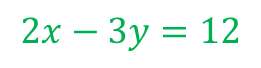 2x − 3y = 12